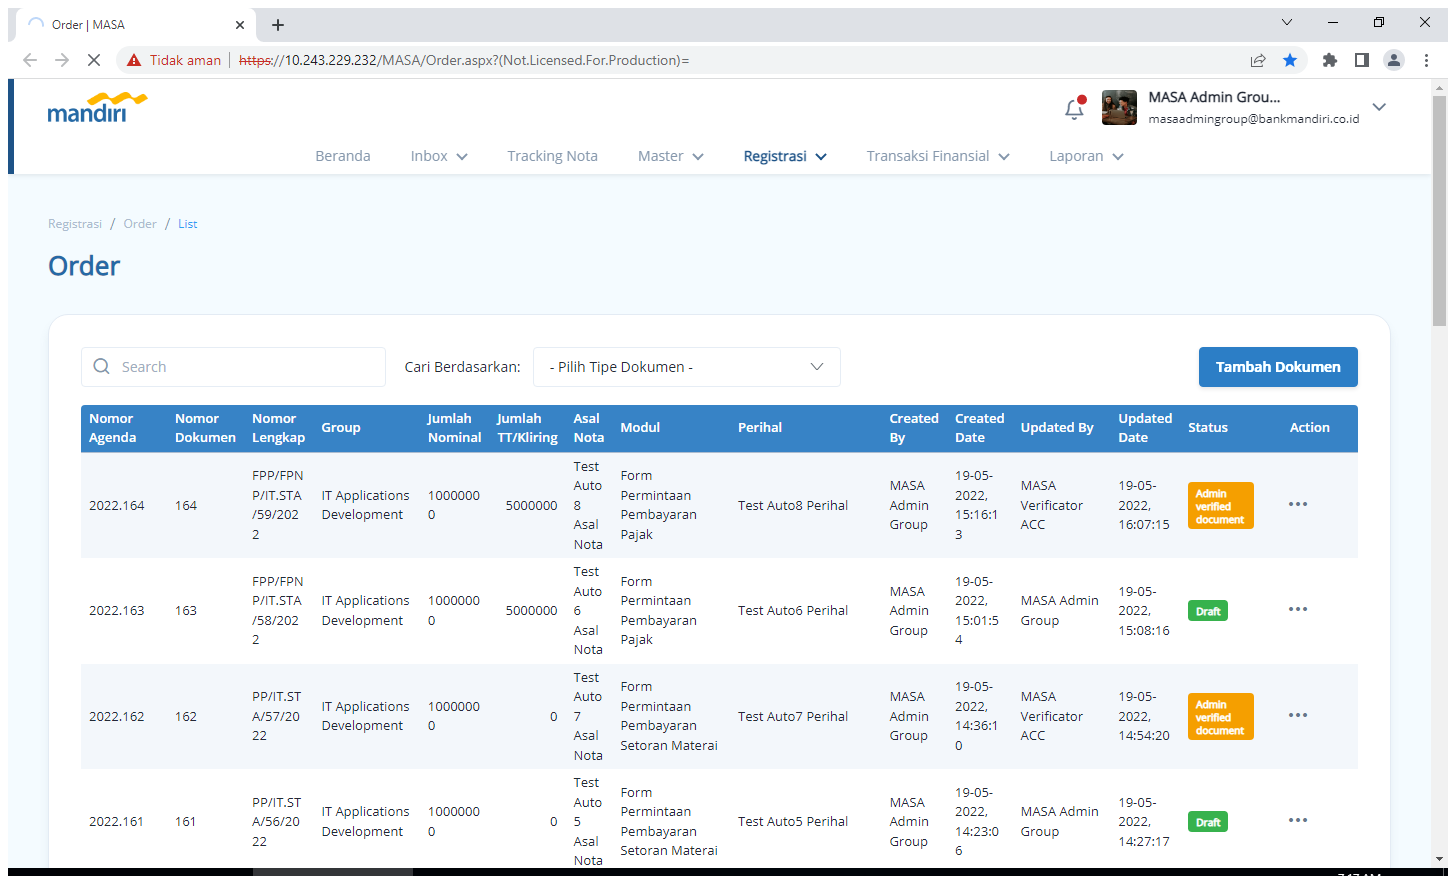 Order | MASA
Tidak aman | https://10.243.229.232/MASA/Order.aspx?(Not.Licensed.For.Production)=
mandiri
MASA Admin Grou...
masaadmingroup@bankmandiri.co.id
Beranda Inbox Tracking Nota Master Registrasi Transaksi Finansial Laporan
Registrasi / Order / List
Order
Search Cari Berdasarkan: - Pilih Tipe Dokumen - Tambah Dokumen
Nomor Agenda Nomor Dokumen Nomor Lengkap Group Jumlah Nominal Jumlah TT/Kliring Asal Nota Modul Perihal Created By Created Date Updated By Updated Date Status Action
2022.164 164 FPP/FPNP/IT.STA/59/2022 IT Applications Development 10000000 5000000 Test Auto 8 Asal Nota Form Permintaan Pembayaran Pajak Test Auto8 Perihal MASA Admin Group 19-05-2022, 15:16:13 MASA Verificator ACC 19-05-2022, 16:07:15 Admin verified document ...
2022.163 163 FPP/FPNP/IT.STA/58/2022 IT Applications Development 10000000 5000000 Test Auto 6 Asal Nota Form Permintaan Pembayaran Pajak Test Auto6 Perihal MASA Admin Group 19-05-2022, 15:01:54 MASA Admin Group 19-05-2022, 15:08:16 Draft ...
2022.162 162 PP/IT.STA/57/2022 IT Applications Development 10000000 0 Test Auto 7 Asal Nota Form Permintaan Pembayaran Setoran Materai Test Auto7 Perihal MASA Admin Group 19-05-2022, 14:36:10 MASA Verificator ACC 19-05-2022, 14:54:20 Admin verified document ...
2022.161 161 PP/IT.STA/56/2022 IT Applications Development 10000000 0 Test Auto 5 Asal Nota Form Permintaan Pembayaran Setoran Materai Test Auto5 Perihal MASA Admin Group 19-05-2022, 14:23:06 MASA Admin Group 19-05-2022, 14:27:17 Draft ...